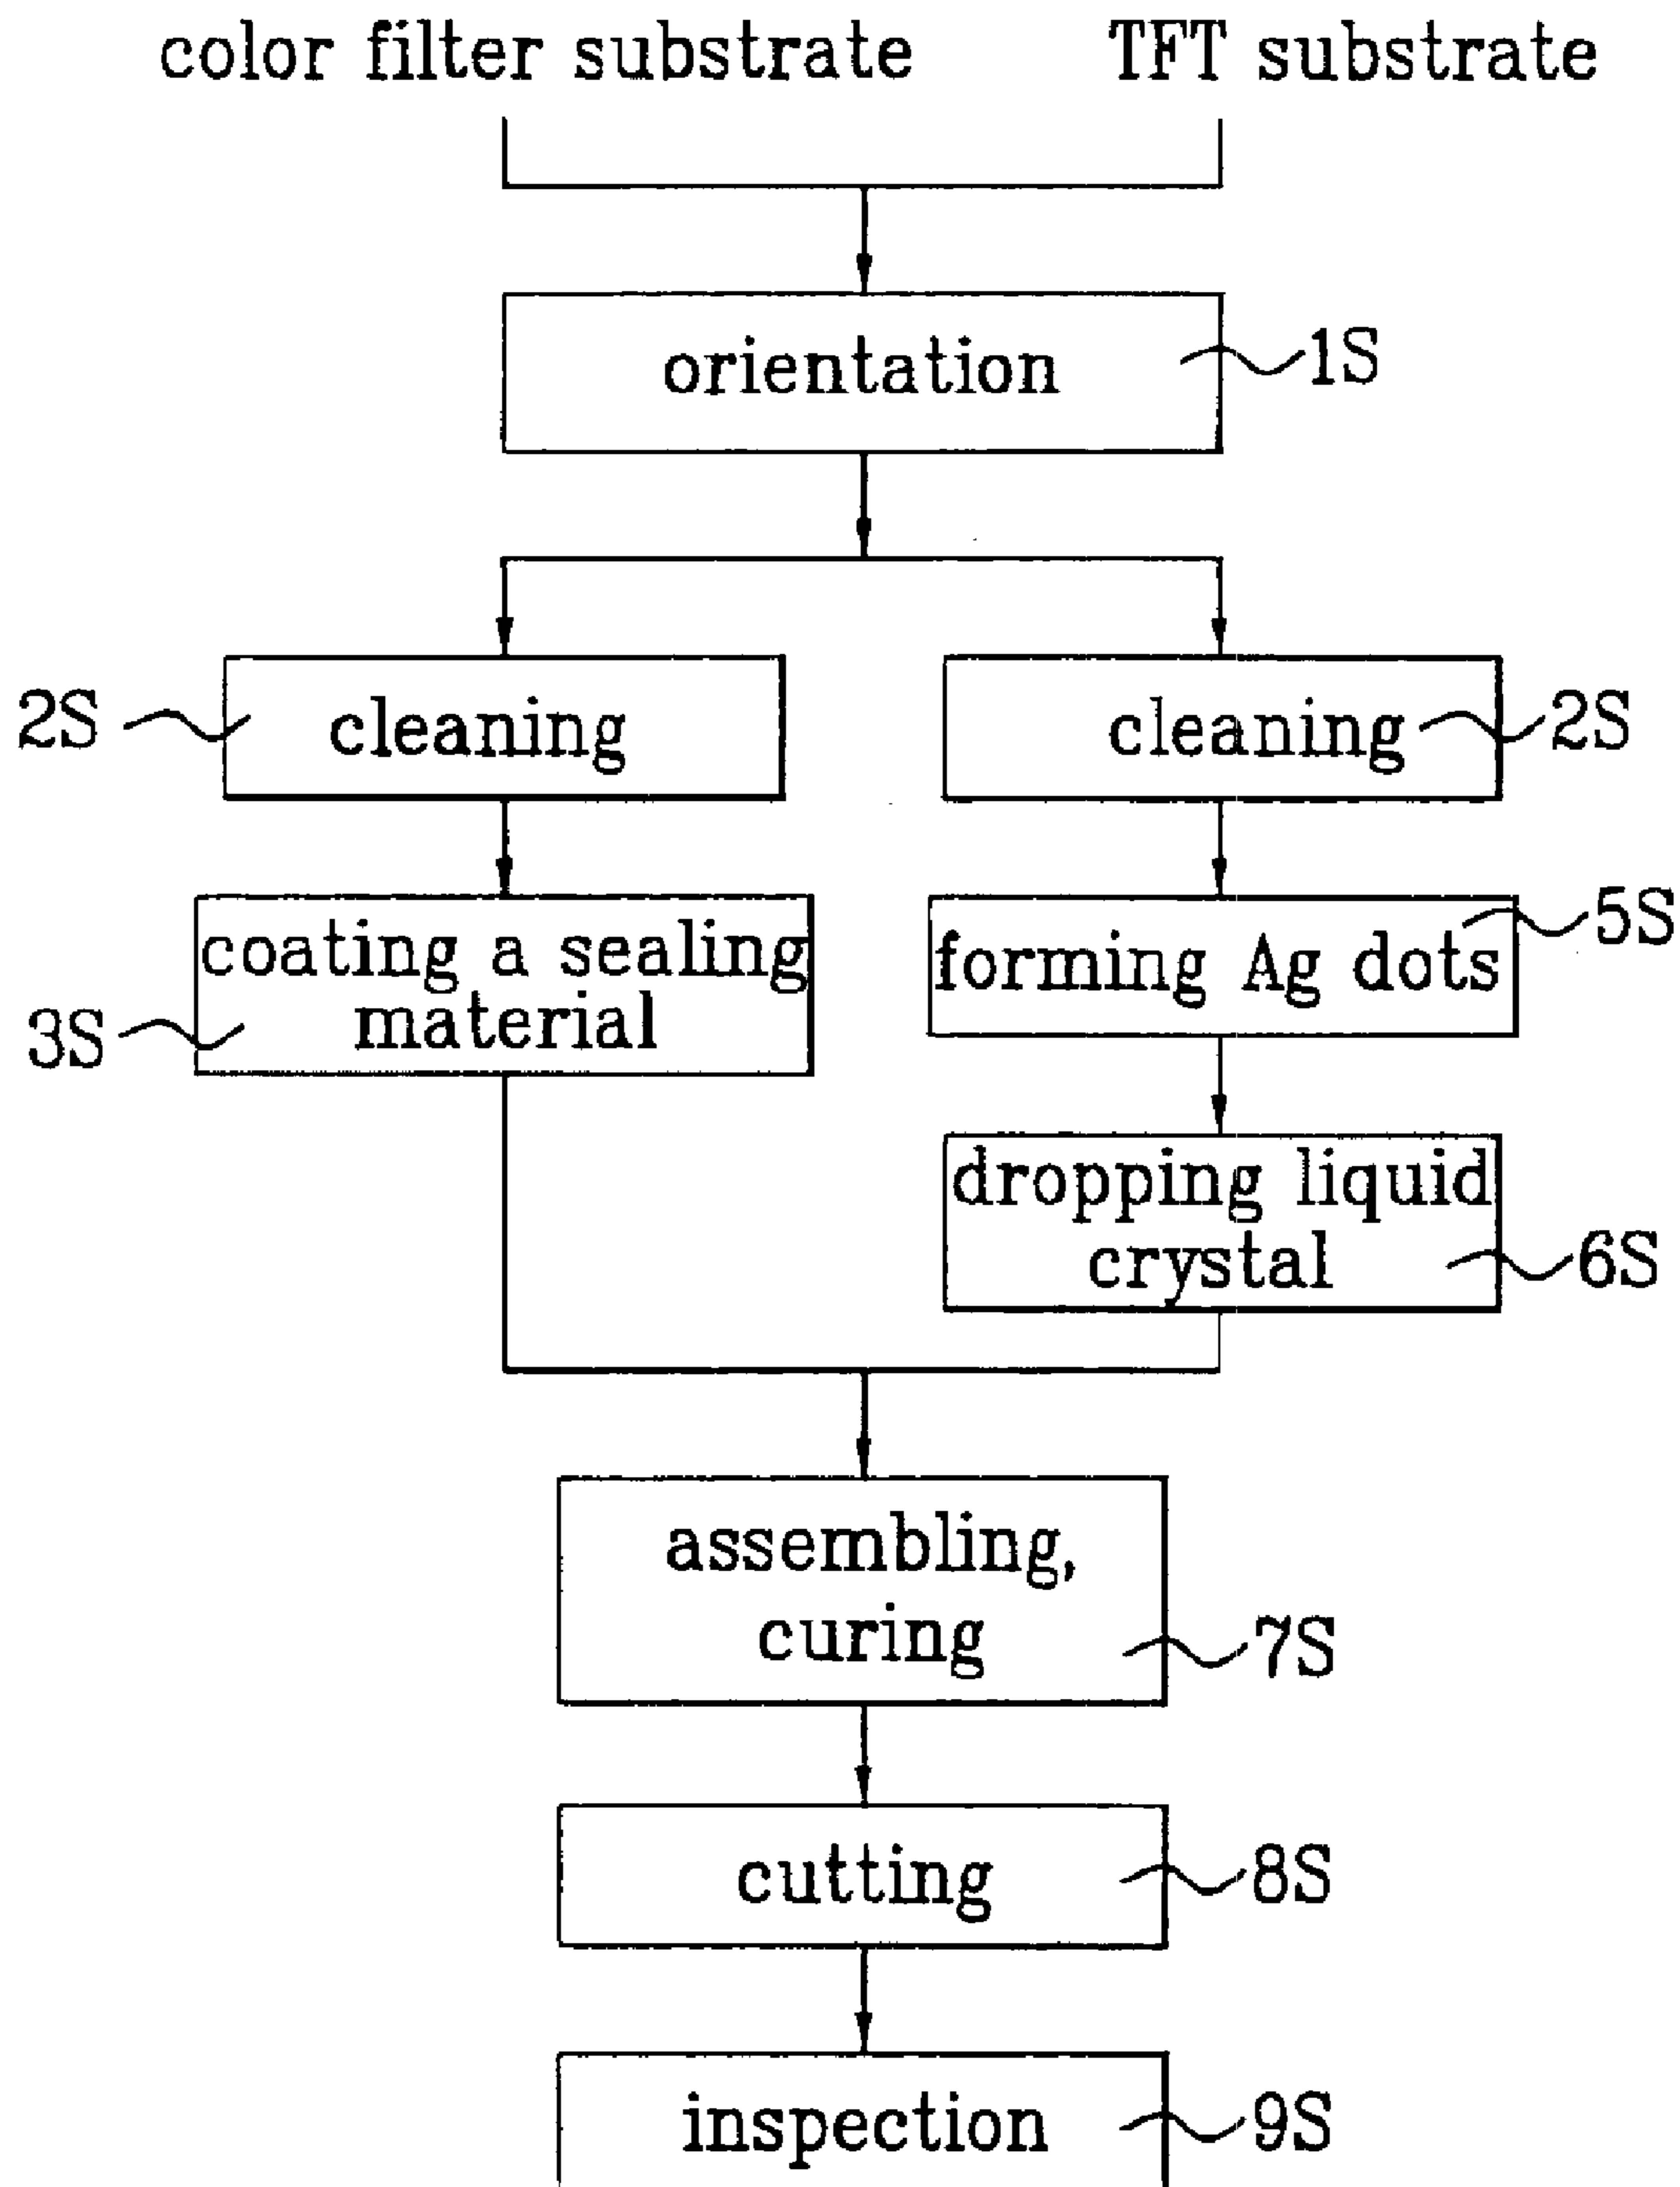 color filter substrate
TFT substrate
orientation
1S
2S
cleaning
cleaning
2S
coating a sealing
material
3S
forming Ag dots
5S
dropping liquid
crystal
6S
assembling,
curing
7S
cutting
8S
inspection
9S